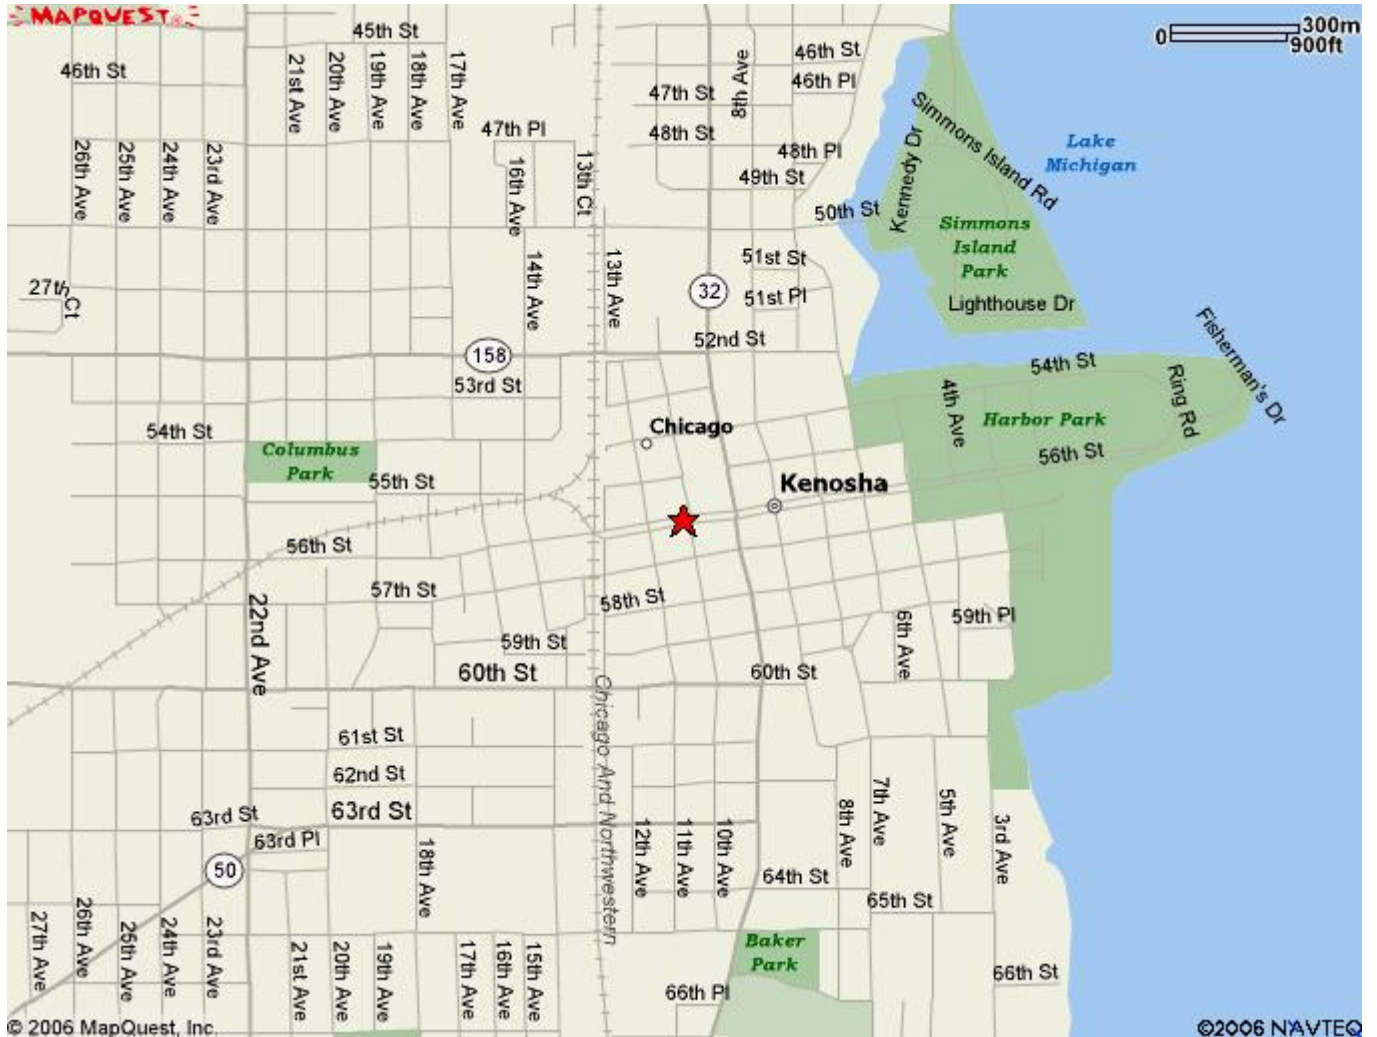 MAPQUEST
45th St
0 300m
900ft
46th St
46th Pl
46th St
21st Ave
20th Ave
19th Ave
18th Ave
17th Ave
8th Ave
47th St
Simmons Island Rd
47th Pl
48th St
Lake
Michigan
48th Pl
Kennedy Dr
49th St
26th Ave
25th Ave
24th Ave
23rd Ave
16th Ave
13th Ct
50th St
Simmons
Island
Park
51st St
14th Ave
13th Ave
27th Ct
32
51st Pl
Lighthouse Dr
52nd St
Fisherman's Dr
158
53rd St
54th St
4th Ave
Ring Rd
Harbor Park
Chicago
54th St
Columbus
Park
56th St
55th St
Kenosha
56th St
57th St
58th St
22nd Ave
59th Pl
6th Ave
59th St
60th St
60th St
Chicago And Northwestern
61st St
62nd St
63rd St
63rd St
63rd Pl
50
18th Ave
12th Ave
11th Ave
10th Ave
8th Ave
7th Ave
5th Ave
3rd Ave
64th St
65th St
27th Ave
26th Ave
25th Ave
24th Ave
23rd Ave
21st Ave
20th Ave
19th Ave
17th Ave
16th Ave
15th Ave
Baker
Park
66th St
66th Pl
© 2006 MapQuest, Inc.
©2006 NAVTEQ